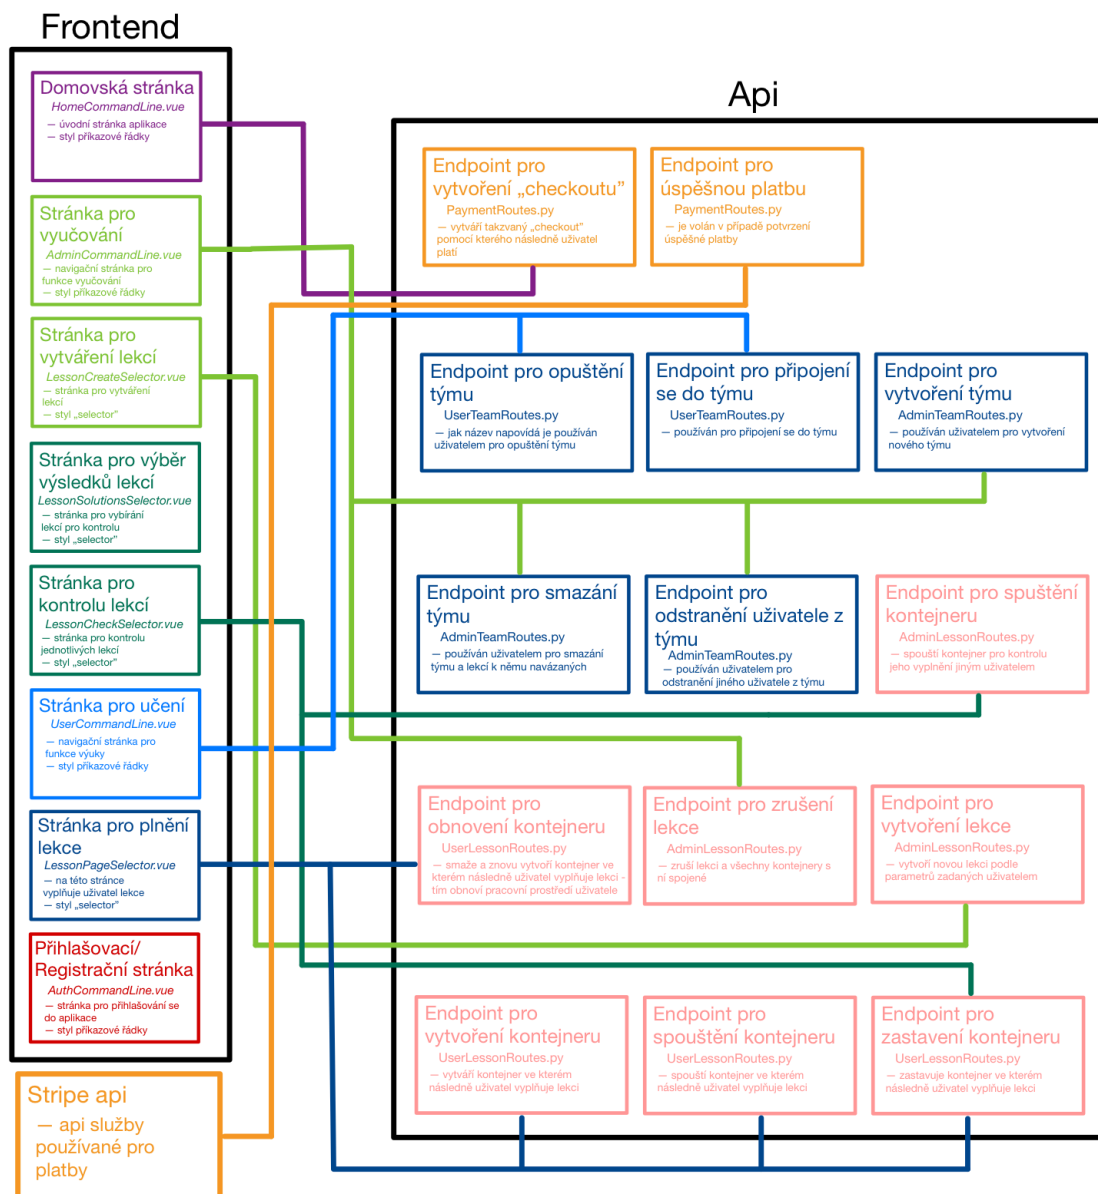 Frontend
Domovská stránka
HomeCommandLine.vue
— úvodní stránka aplikace
— styl příkazové řádky
Stránka pro
vyučování
AdminCommandLine.vue
— navigační stránka pro
funkce vyučování
— styl příkazové řádky
Stránka pro
vytváření lekcí
LessonCreateSelector.vue
— stránka pro vytváření
lekcí
— styl „selector”
Stránka pro výběr
výsledků lekcí
LessonSolutionsSelector.vue
— stránka pro vybírání
lekcí pro kontrolu
— styl „selector”
Stránka pro
kontrolu lekcí
LessonCheckSelector.vue
— stránka pro kontrolu
jednotlivých lekcí
— styl „selector”
Stránka pro učení
UserCommandLine.vue
— navigační stránka pro
funkce výuky
— styl příkazové řádky
Stránka pro plnění
lekce
LessonPageSelector.vue
— na této stránce
vyplňuje uživatel lekce
— styl „selector”
Přihlašovací/
Registrační stránka
AuthCommandLine.vue
— stránka pro přihlašování se
do aplikace
— styl příkazové řádky
Stripe api
— api služby
používané pro
platby
Api
Endpoint pro
vytvoření „checkoutu”
PaymentRoutes.py
— vytváří takzvaný „checkout”
pomocí kterého následně uživatel
platí
Endpoint pro
úspěšnou platbu
PaymentRoutes.py
— je volán v případě potvrzení
úspěšné platby
Endpoint pro opuštění
týmu
UserTeamRoutes.py
— jak název napovídá je používán
uživatelem pro opuštění týmu
Endpoint pro připojení
se do týmu
UserTeamRoutes.py
— používán pro připojení se do týmu
Endpoint pro
vytvoření týmu
AdminTeamRoutes.py
— používán uživatelem pro vytvoření
nového týmu
Endpoint pro smazání
týmu
AdminTeamRoutes.py
— používán uživatelem pro smazání
týmu a lekcí k němu navázaných
Endpoint pro
odstranění uživatele z
týmu
AdminTeamRoutes.py
— používán uživatelem pro
odstranění jiného uživatele z týmu
Endpoint pro spuštění
kontejneru
AdminLessonRoutes.py
— spouští kontejner pro kontrolu
jeho vyplnění jiným uživatelem
Endpoint pro
obnovení kontejneru
UserLessonRoutes.py
— smaže a znovu vytvoří kontejner ve
kterém následně uživatel vyplňuje lekci -
tím obnoví pracovní prostředí uživatele
Endpoint pro zrušení
lekce
AdminLessonRoutes.py
— zruší lekci a všechny kontejnery s
ní spojené
Endpoint pro
vytvoření lekce
AdminLessonRoutes.py
— vytvoří novou lekci podle
parametrů zadaných uživatelem
Endpoint pro
vytvoření kontejneru
UserLessonRoutes.py
— vytváří kontejner ve kterém
následně uživatel vyplňuje lekci
Endpoint pro
spouštění kontejneru
UserLessonRoutes.py
— spouští kontejner ve kterém
následně uživatel vyplňuje lekci
Endpoint pro
zastavení kontejneru
UserLessonRoutes.py
— zastavuje kontejner ve kterém
následně uživatel vyplňuje lekci